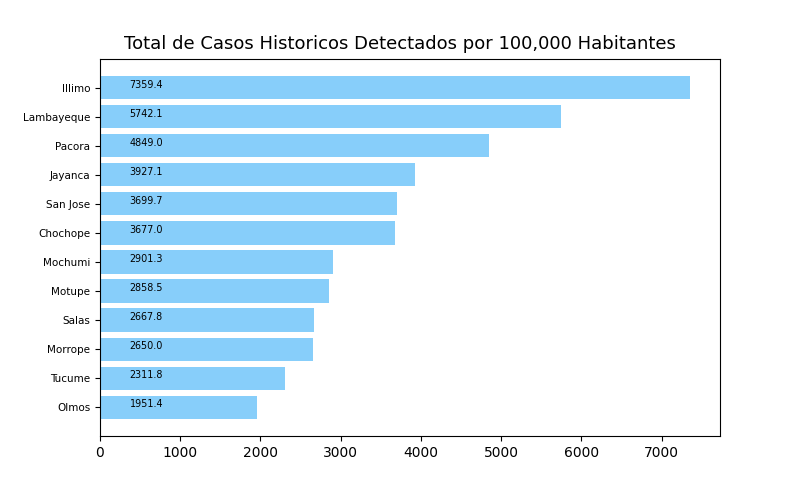 Total de Casos Historicos Detectados por 100,000 Habitantes
Illimo 7359.4
Lambayeque 5742.1
Pacora 4849.0
Jayanca 3927.1
San Jose 3699.7
Chochope 3677.0
Mochumi 2901.3
Motupe 2858.5
Salas 2667.8
Morrope 2650.0
Tucume 2311.8
Olmos 1951.4
0 1000 2000 3000 4000 5000 6000 7000